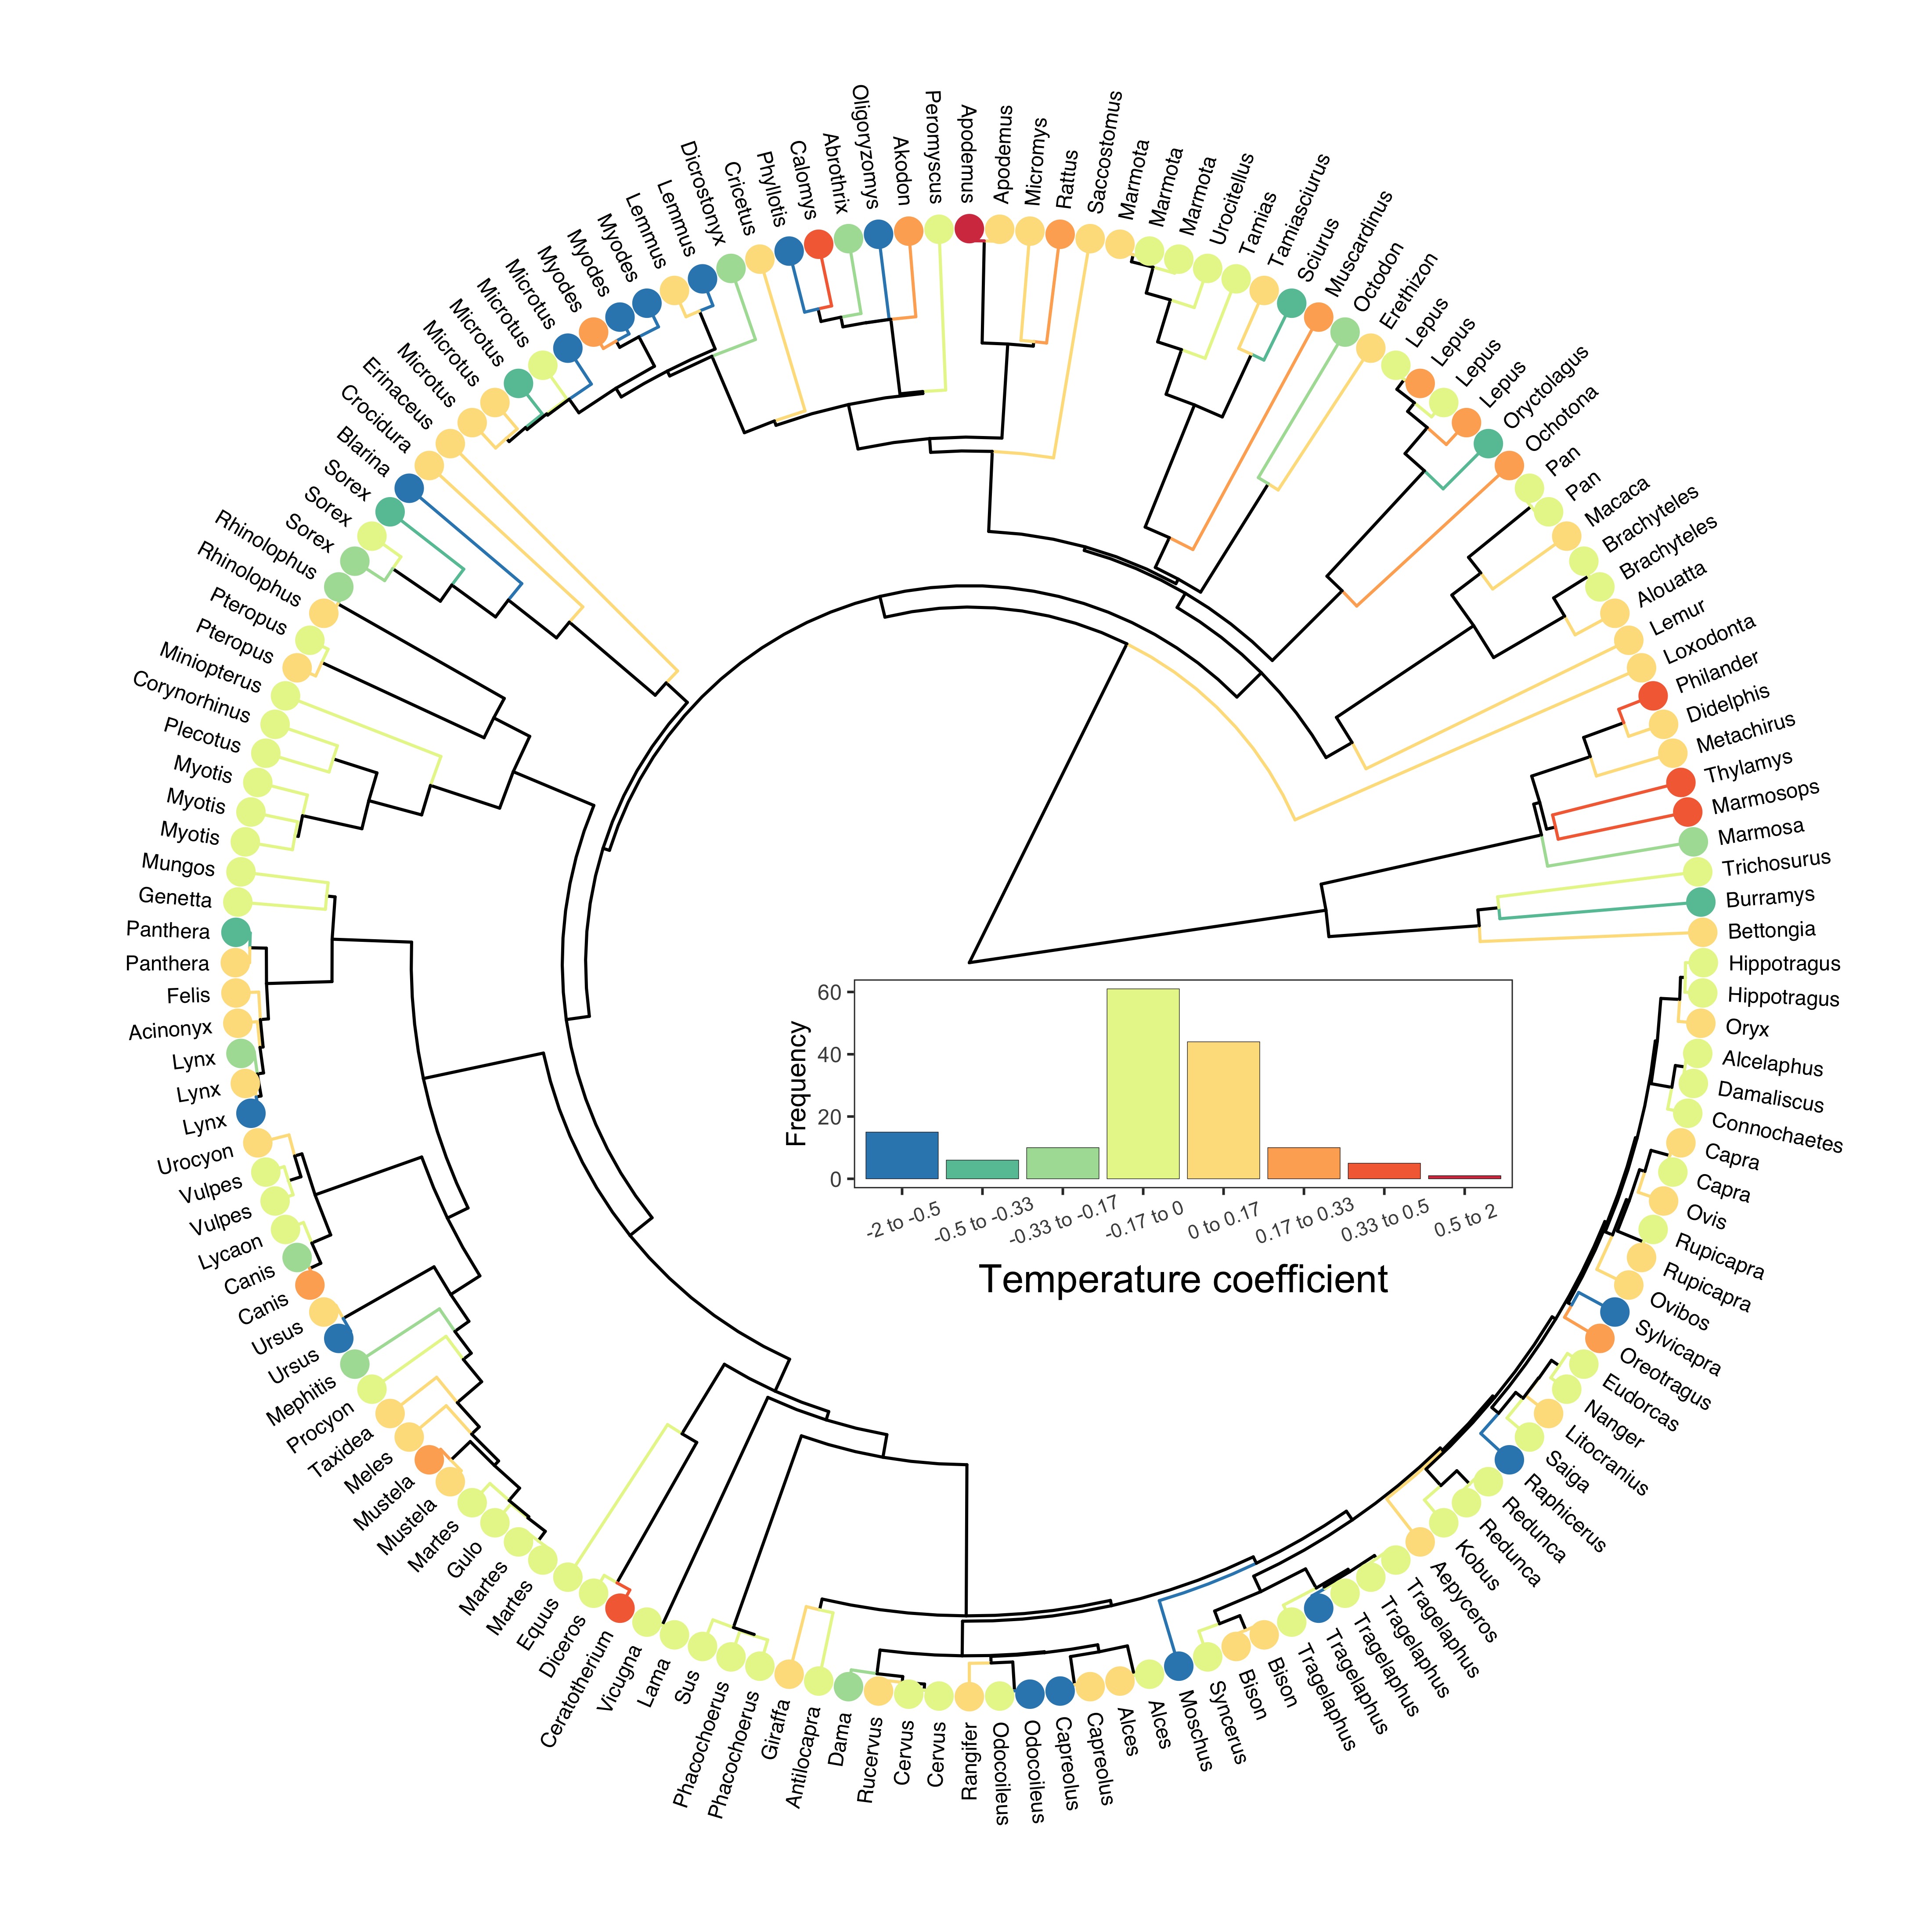 Apodemus
Apodemus
Micromys
Rattus
Saccostomus
Marmota
Marmota
Marmota
Urocitellus
Tamias
Tamiasciurus
Sciurus
Muscardinus
Octodon
Erethizon
Lepus
Lepus
Lepus
Lepus
Oryctolagus
Ochotona
Pan
Pan
Macaca
Brachyteles
Brachyteles
Alouatta
Lemur
Loxodonta
Philander
Didelphis
Metachirus
Thylamys
Marmosops
Marmosa
Trichosurus
Burramys
Bettongia
Hippotragus
Hippotragus
Oryx
Alcelaphus
Damaliscus
Connochaetes
Capra
Capra
Ovis
Rupicapra
Rupicapra
Ovibos
Sylvicapra
Oreotragus
Eudorcas
Nanger
Litocranius
Saiga
Raphicerus
Redunca
Redunca
Kobus
Aepyceros
Tragelaphus
Tragelaphus
Tragelaphus
Tragelaphus
Tragelaphus
Bison
Bison
Syncerus
Moschus
Alces
Alces
Capreolus
Capreolus
Odocoileus
Odocoileus
Rangifer
Cervus
Cervus
Rucervus
Dama
Antilocapra
Giraffa
Phacochoerus
Phacochoerus
Sus
Lama
Vicugna
Ceratotherium
Diceros
Equus
Martes
Martes
Gulo
Martes
Mustela
Mustela
Meles
Taxidea
Procyon
Mephitis
Ursus
Ursus
Canis
Canis
Lycaon
Vulpes
Vulpes
Urocyon
Lynx
Lynx
Lynx
Acinonyx
Felis
Panthera
Panthera
Genetta
Mungos
Myotis
Myotis
Myotis
Plecotus
Corynorhinus
Miniopterus
Pteropus
Pteropus
Rhinolophus
Rhinolophus
Sorex
Sorex
Sorex
Blarina
Crocidura
Erinaceus
Microtus
Microtus
Microtus
Microtus
Microtus
Myodes
Myodes
Myodes
Lemmus
Lemmus
Dicrostonyx
Cricetus
Phyllotis
Calomys
Abrothrix
Oligoryzomys
Akodon
Peromyscus
Frequency
60
40
20
0
-2 to -0.5
-0.5 to -0.33
-0.33 to -0.17
-0.17 to 0
0 to 0.17
0.17 to 0.33
0.33 to 0.5
0.5 to 2
Temperature coefficient